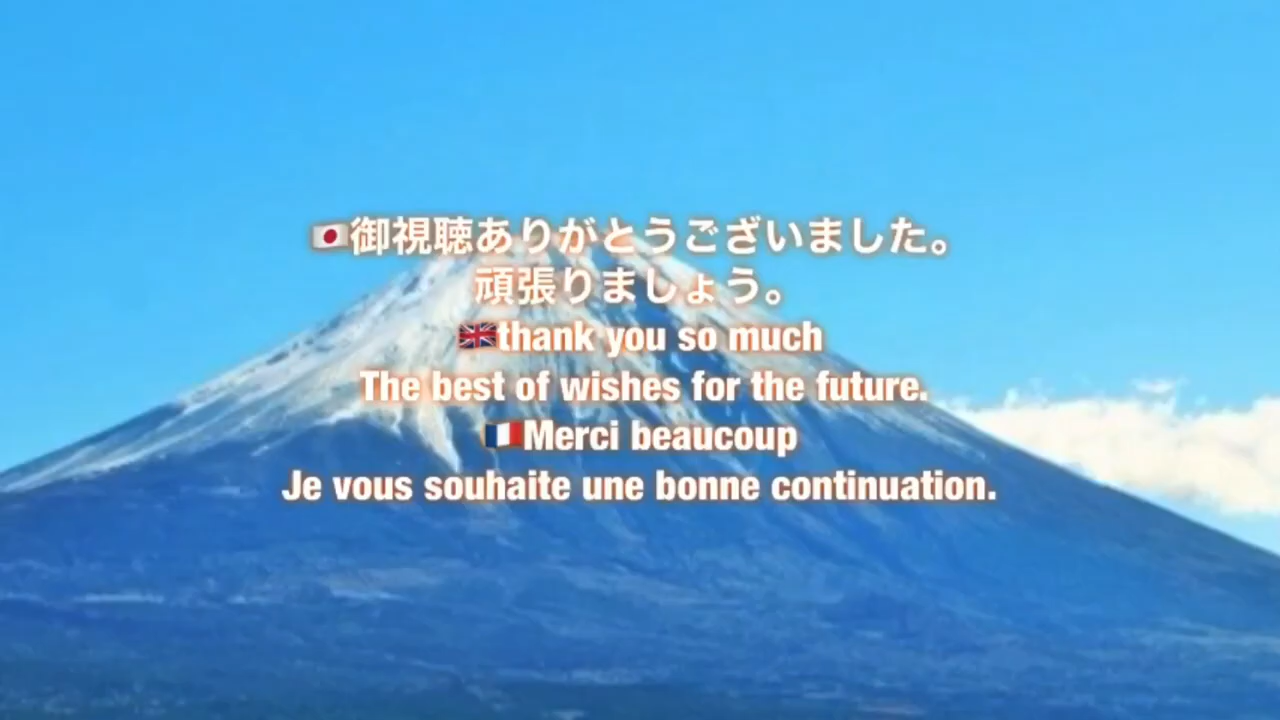 🇯🇵御視聴ありがとうございました。
頑張りましょう。
🇬🇧thank you so much
The best of wishes for the future.
🇫🇷Merci beaucoup
Je vous souhaite une bonne continuation.